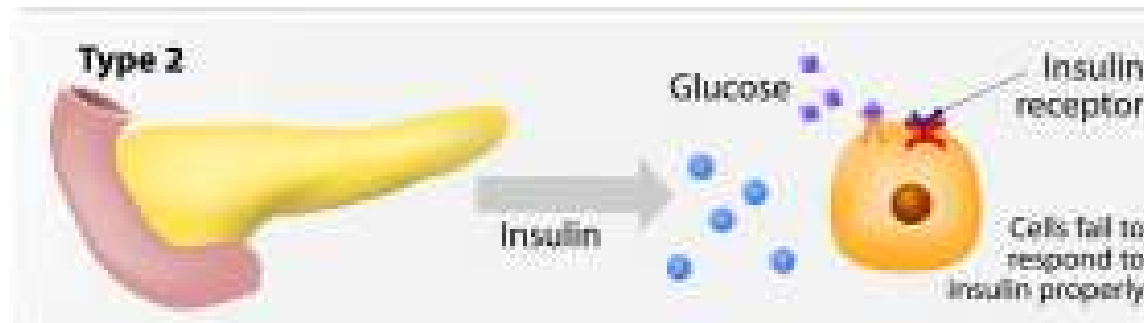 Type 2
Glucose
Insulin
receptor
Insulin
Cells fail to
respond to
insulin properly